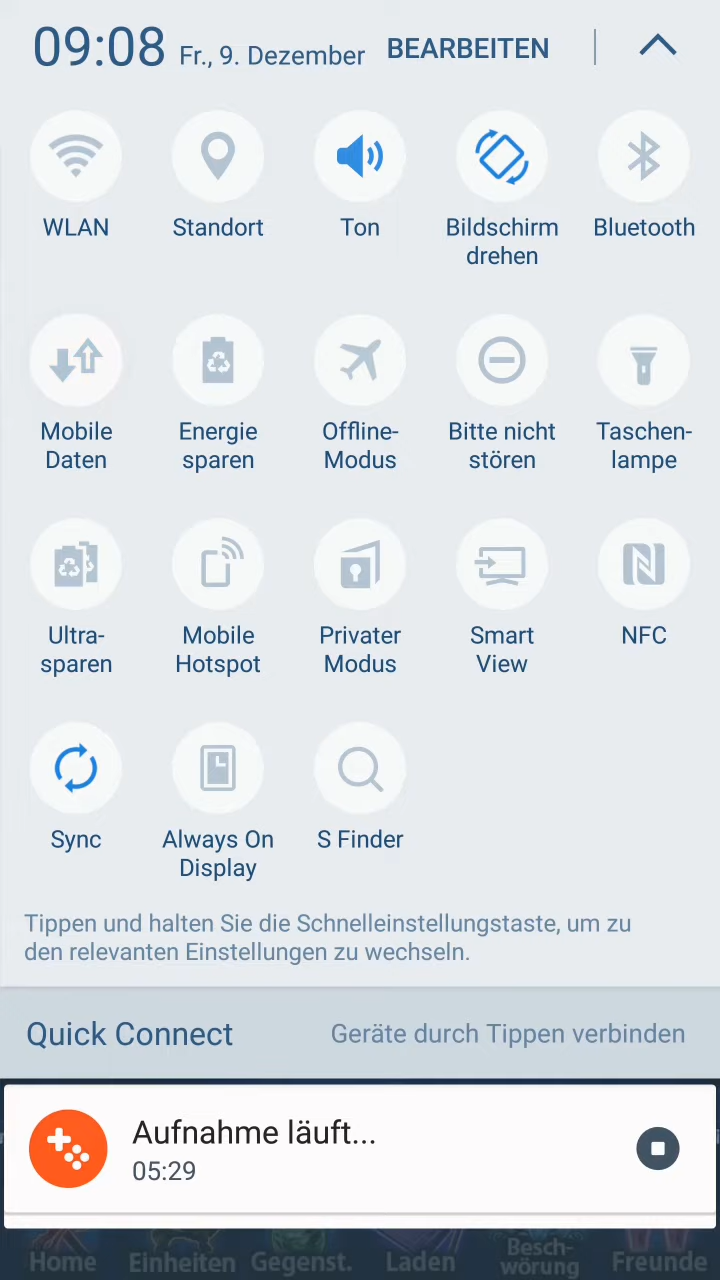 09:08 Fr., 9. Dezember BEARBEITEN
WLAN
Standort
Ton
Bildschirm
drehen
Bluetooth
Mobile
Daten
Energie
sparen
Offline-
Modus
Bitte nicht
stören
Taschen-
lampe
Ultra-
sparen
Mobile
Hotspot
Privater
Modus
Smart
View
NFC
Sync
Always On
Display
S Finder
Tippen und halten Sie die Schnelleinstellungstaste, um zu
den relevanten Einstellungen zu wechseln.
Quick Connect Geräte durch Tippen verbinden
Aufnahme läuft...
05:29
Home Einheiten Gegenst. Laden
Besch-
wörung
Freunde